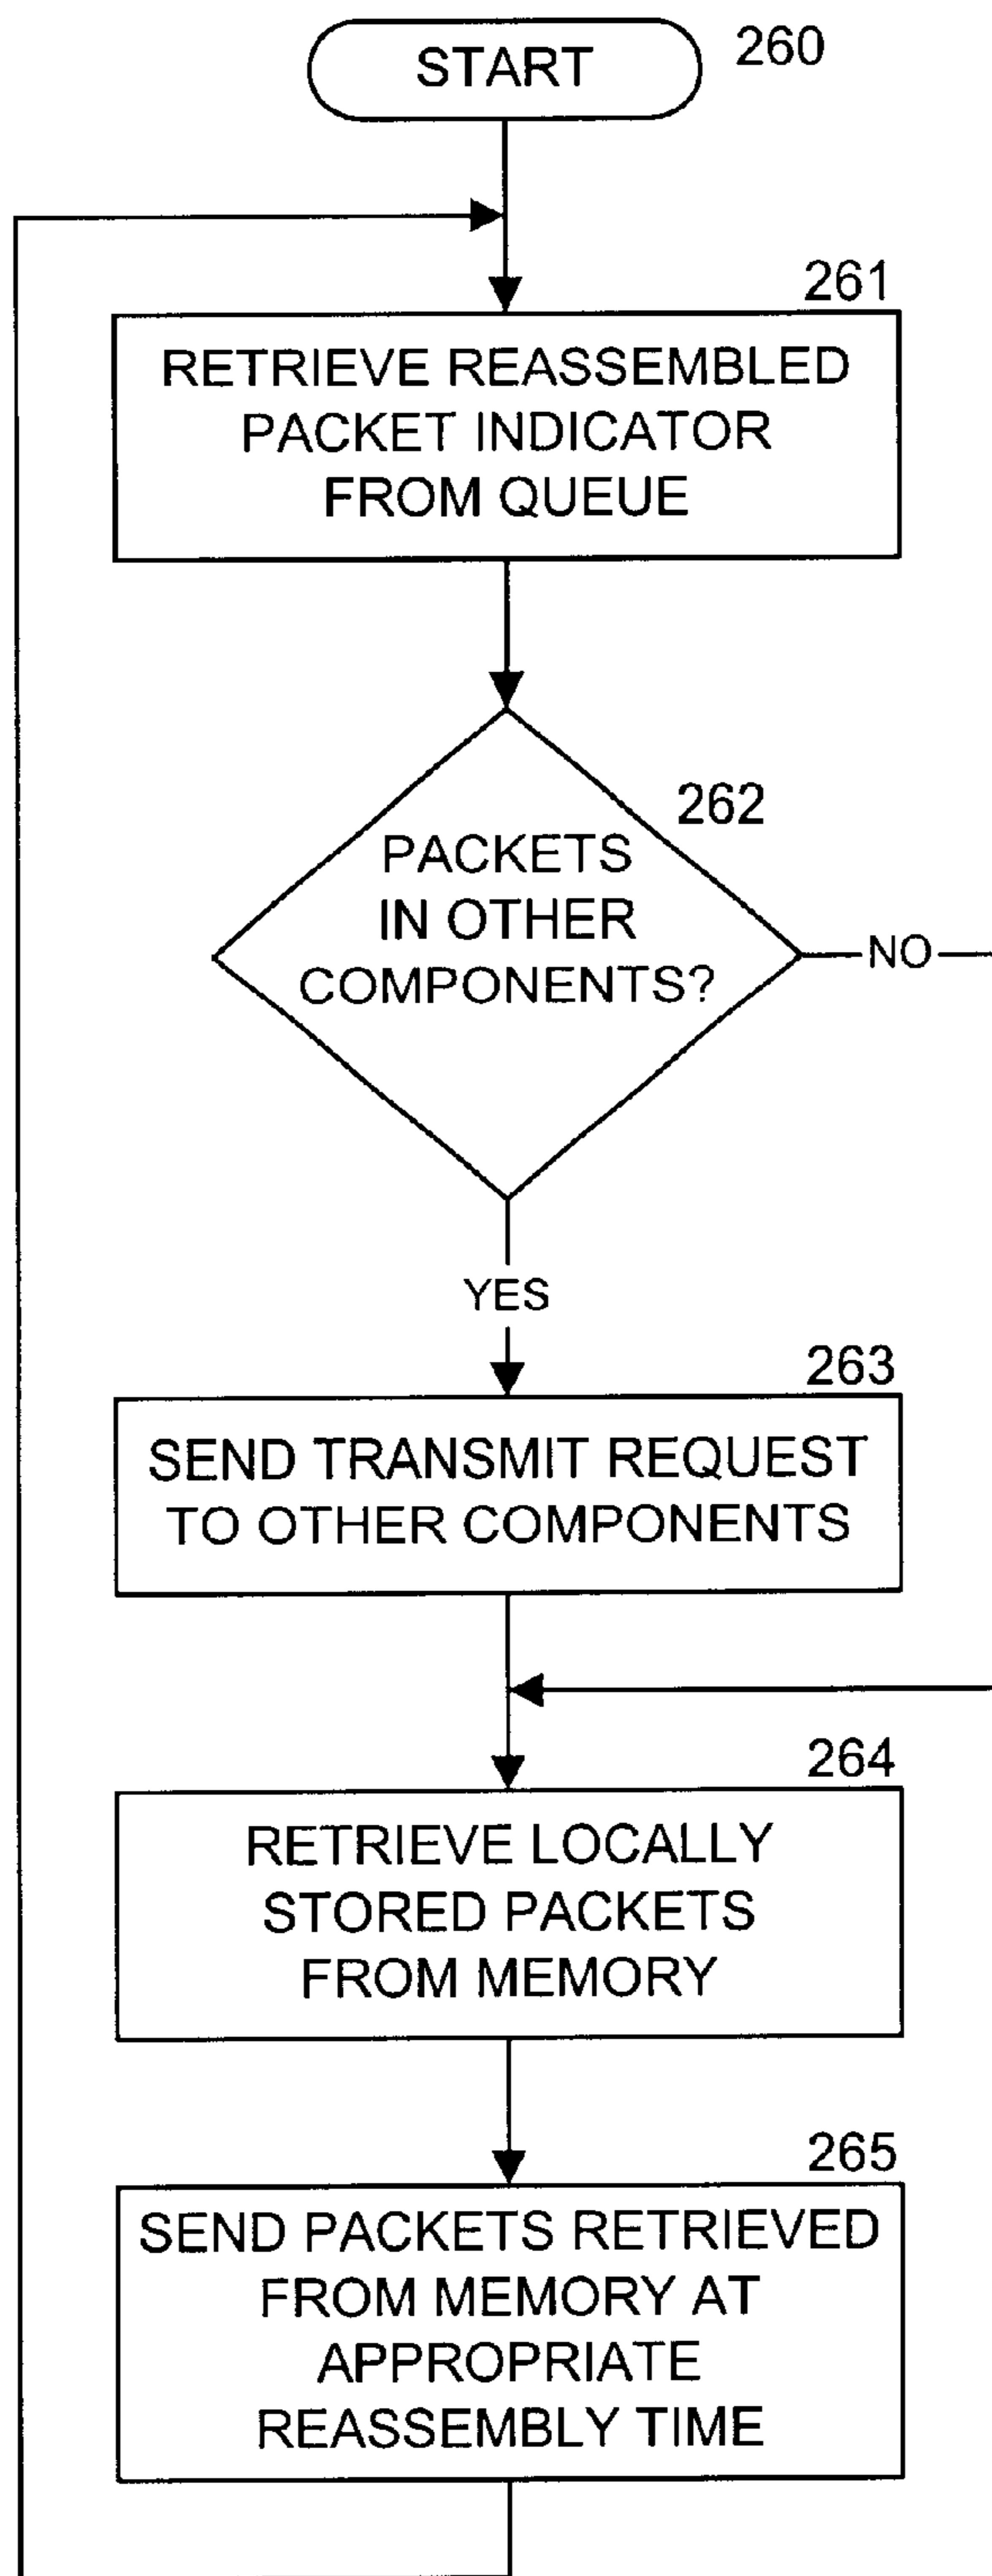 START
260
261
RETRIEVE REASSEMBLED
PACKET INDICATOR
FROM QUEUE
262
PACKETS
IN OTHER
COMPONENTS?
NO
YES
263
SEND TRANSMIT REQUEST
TO OTHER COMPONENTS
264
RETRIEVE LOCALLY
STORED PACKETS
FROM MEMORY
265
SEND PACKETS RETRIEVED
FROM MEMORY AT
APPROPRIATE
REASSEMBLY TIME